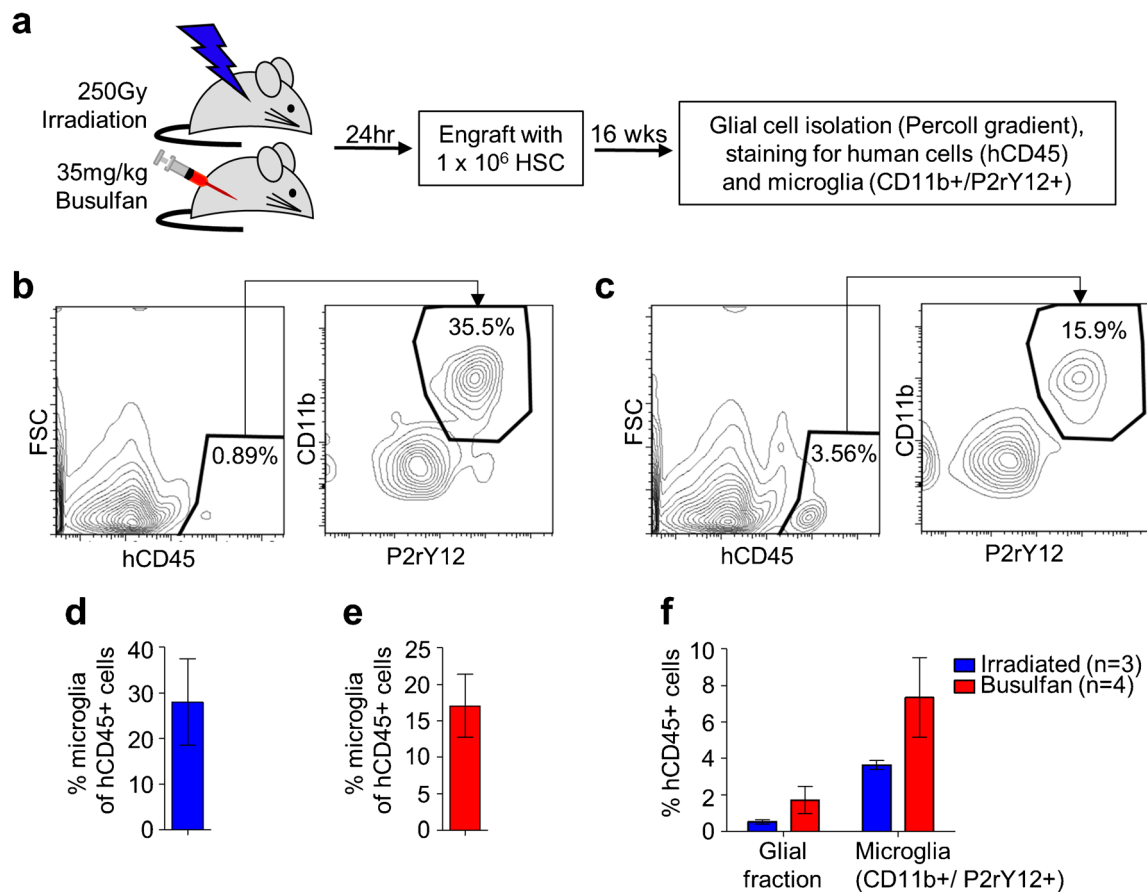 a
250Gy
Irradiation
35mg/kg
Busulfan
24hr
Engraft with
1 x 10⁶ HSC
16 wks
Glial cell isolation (Percoll gradient),
staining for human cells (hCD45)
and microglia (CD11b+/P2rY12+)
b
FSC
0.89%
hCD45
CD11b
35.5%
P2rY12
c
FSC
3.56%
hCD45
CD11b
15.9%
P2rY12
d
% microglia
of hCD45+ cells
40
30
20
10
0
e
% microglia
of hCD45+ cells
25
20
15
10
5
0
f
% hCD45+ cells
10
8
6
4
2
0
Glial
fraction
Microglia
(CD11b+/ P2rY12+)
Irradiated (n=3)
Busulfan (n=4)